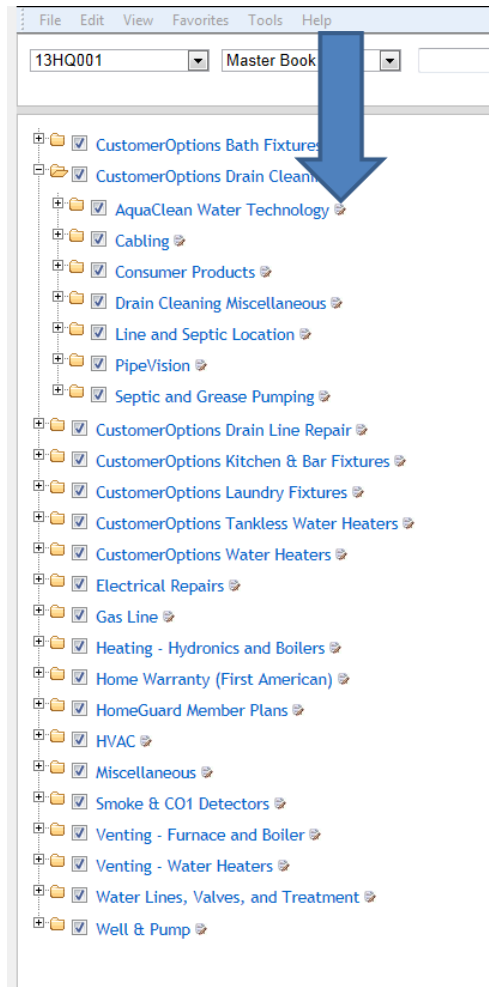 File Edit View Favorites Tools Help
13HQ001 Master Book
CustomerOptions Bath Fixtures
CustomerOptions Drain
AquaClean Water Technology
Cabling
Consumer Products
Drain Cleaning Miscellaneous
Line and Septic Location
PipeVision
Septic and Grease Pumping
CustomerOptions Drain Line Repair
CustomerOptions Kitchen & Bar Fixtures
CustomerOptions Laundry Fixtures
CustomerOptions Tankless Water Heaters
CustomerOptions Water Heaters
Electrical Repairs
Gas Line
Heating - Hydronics and Boilers
Home Warranty (First American)
HomeGuard Member Plans
HVAC
Miscellaneous
Smoke & CO1 Detectors
Venting - Furnace and Boiler
Venting - Water Heaters
Water Lines, Valves, and Treatment
Well & Pump